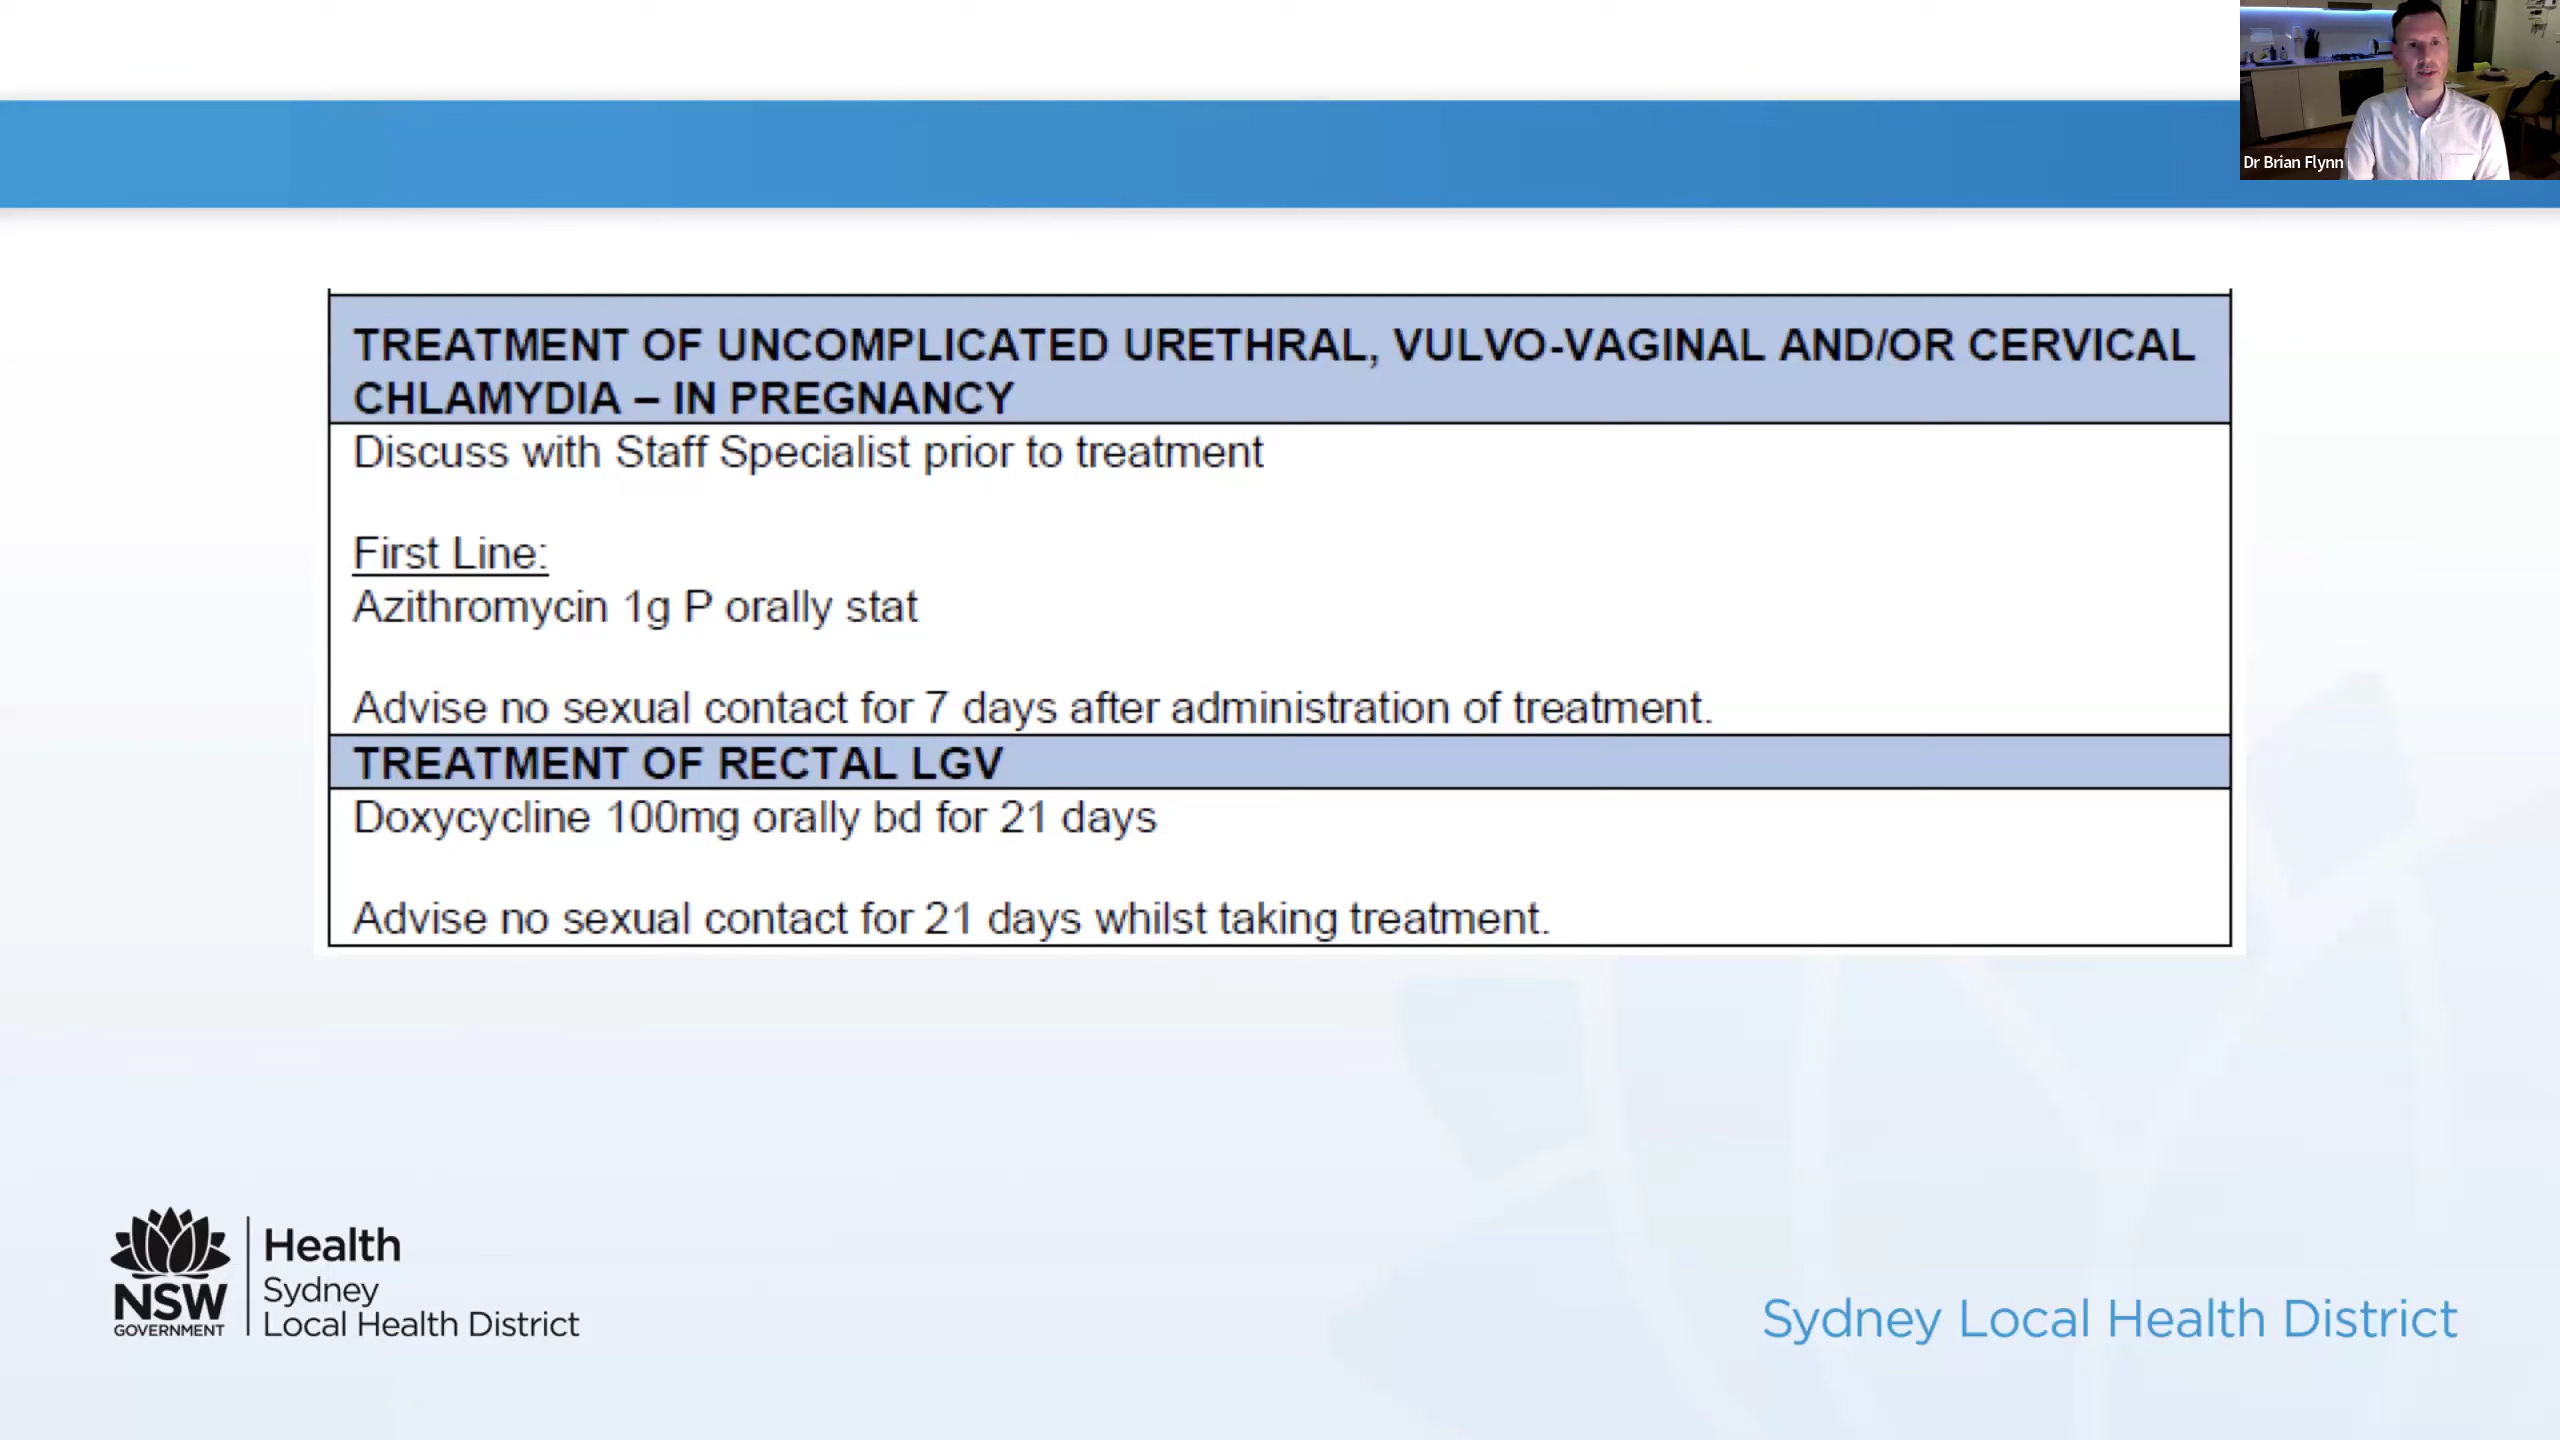 Dr Brian Flynn
TREATMENT OF UNCOMPLICATED URETHRAL, VULVO-VAGINAL AND/OR CERVICAL
CHLAMYDIA – IN PREGNANCY
Discuss with Staff Specialist prior to treatment
First Line:
Azithromycin 1g P orally stat
Advise no sexual contact for 7 days after administration of treatment.
TREATMENT OF RECTAL LGV
Doxycycline 100mg orally bd for 21 days
Advise no sexual contact for 21 days whilst taking treatment.
NSW
GOVERNMENT
Health
Sydney
Local Health District
Sydney Local Health District